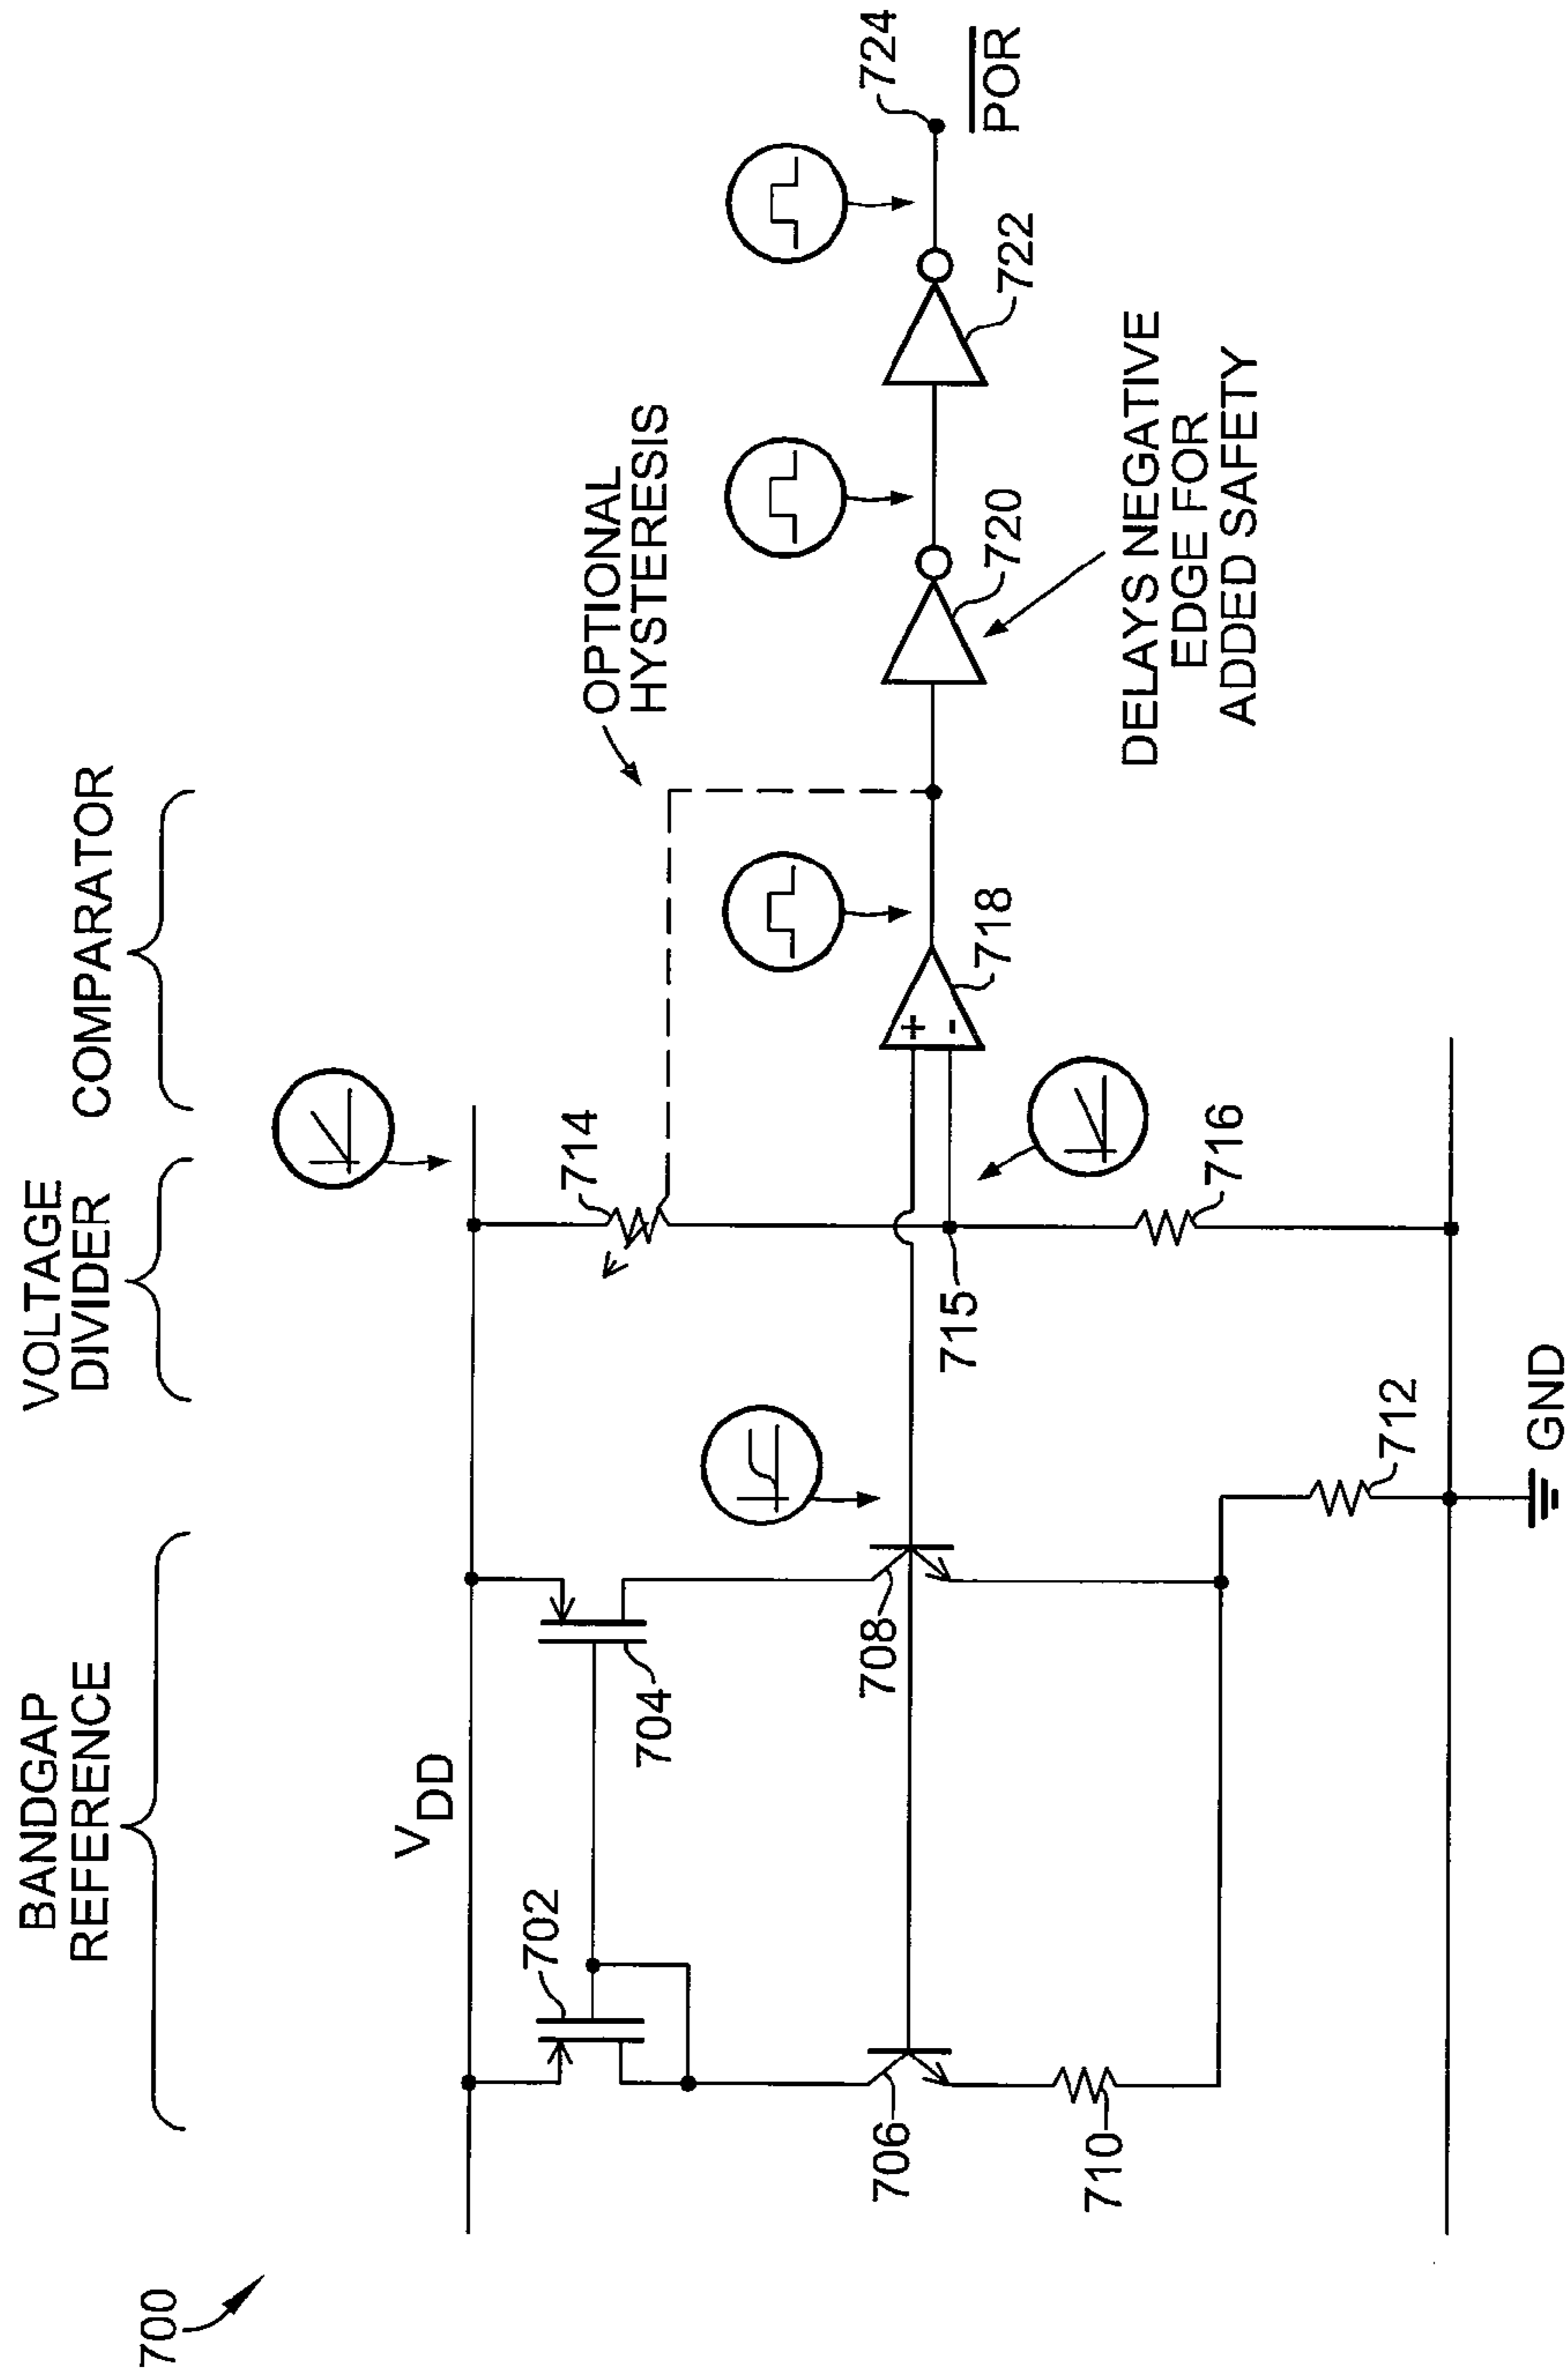 700
BANDGAP
REFERENCE
VOLTAGE
DIVIDER
COMPARATOR
VDD
702
704
714
OPTIONAL
HYSTERESIS
706
708
715
+
-
718
720
722
724
POR
710
712
716
DELAYS NEGATIVE
EDGE FOR
ADDED SAFETY
GND